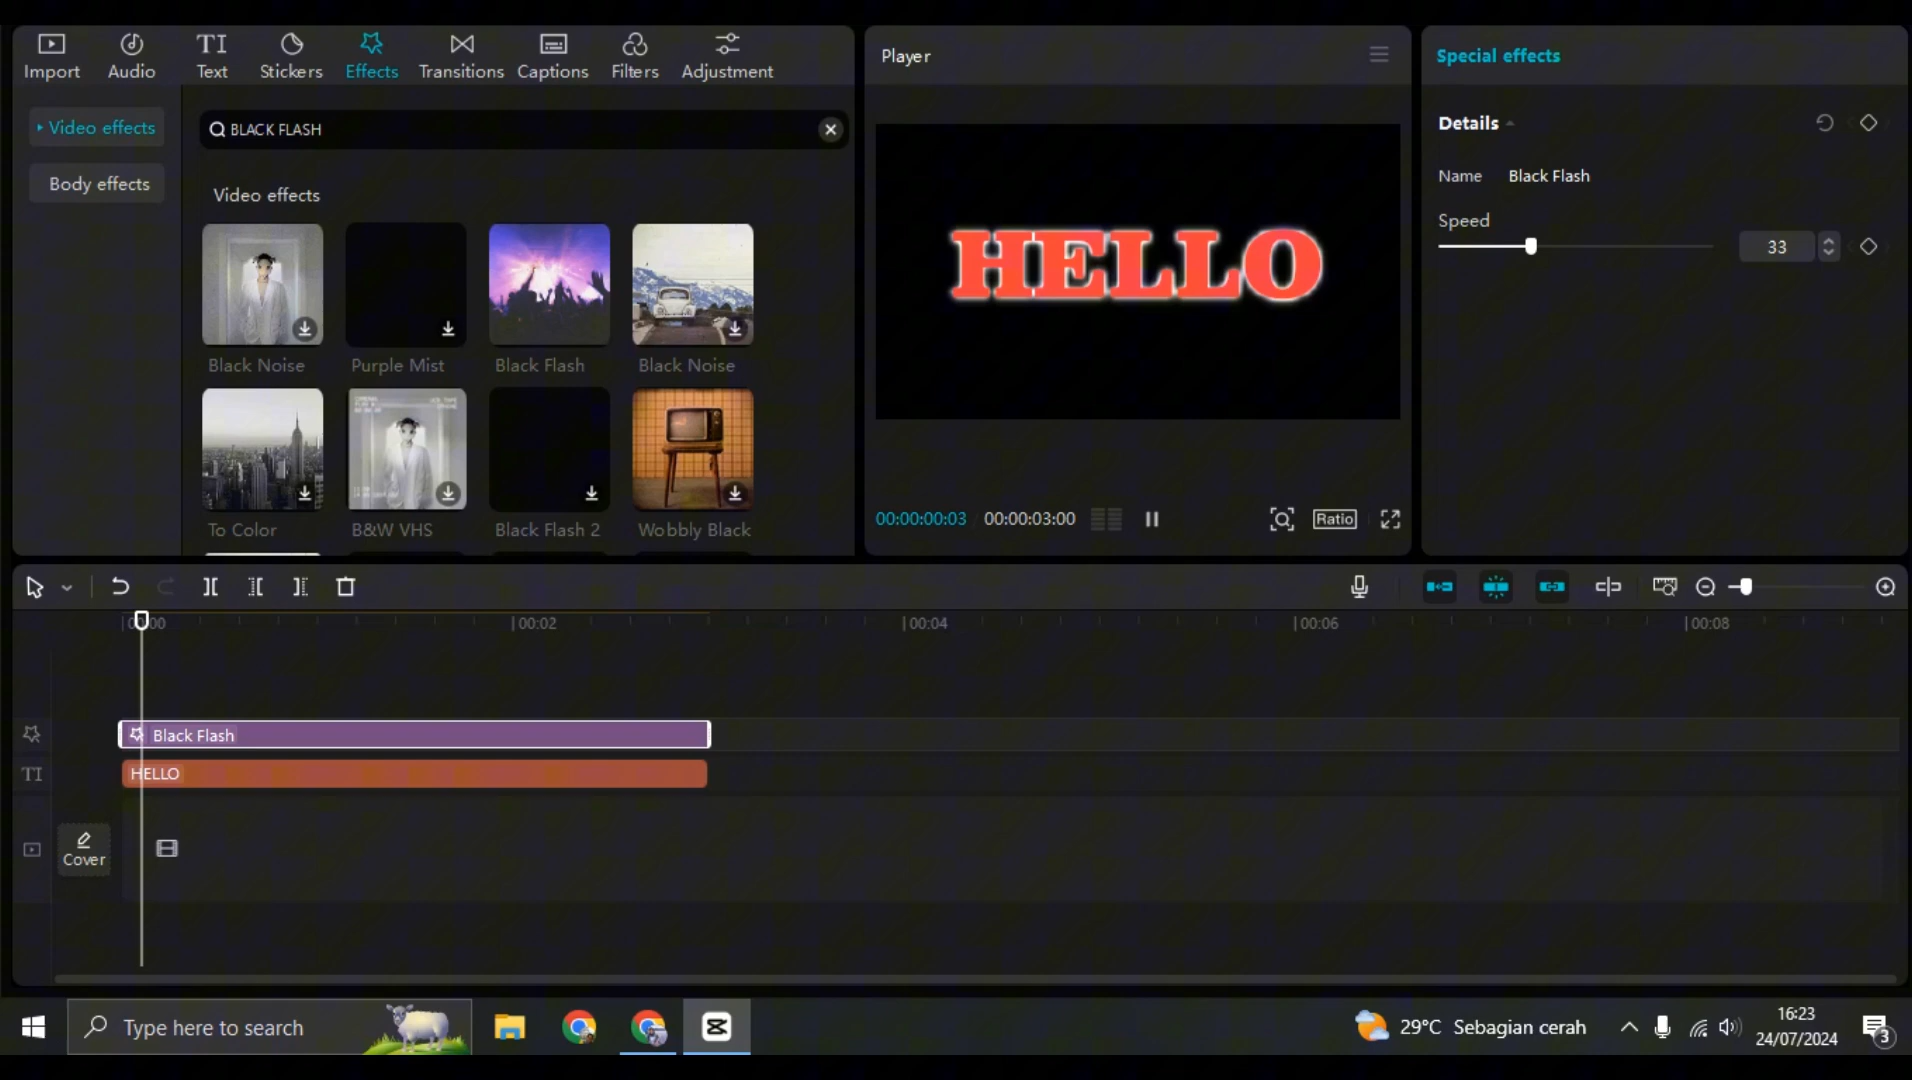 Import
Audio
TI
Text
Stickers
Effects
Transitions
Captions
Filters
Adjustment
Video effects
Body effects
BLACK FLASH
Video effects
Black Noise
Purple Mist
Black Flash
Black Noise
To Color
B&W VHS
Black Flash 2
Wobbly Black
Player
HELLO
00:00:00:03
00:00:03:00
Ratio
Special effects
Details
Name
Black Flash
Speed
33
00:00
00:02
00:04
00:06
00:08
Black Flash
TI
HELLO
Cover
Type here to search
29°C Sebagian cerah
16:23
24/07/2024
3